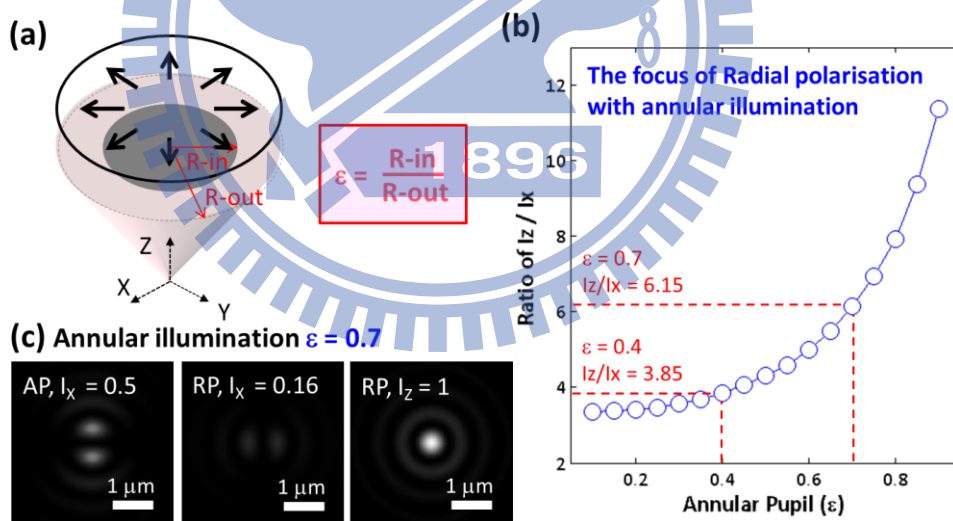 (a)
R-in
R-out
Z
X
Y
ε = R-in
R-out
1896
(b)
The focus of Radial polarisation
with annular illumination
Ratio of Iz / Ix
12
10
8
6
4
2
ε = 0.7
Iz/Ix = 6.15
ε = 0.4
Iz/Ix = 3.85
0.2
0.4
0.6
0.8
Annular Pupil (ε)
(c) Annular illumination ε = 0.7
AP, IX = 0.5
1 μm
RP, IX = 0.16
1 μm
RP, IZ = 1
1 μm